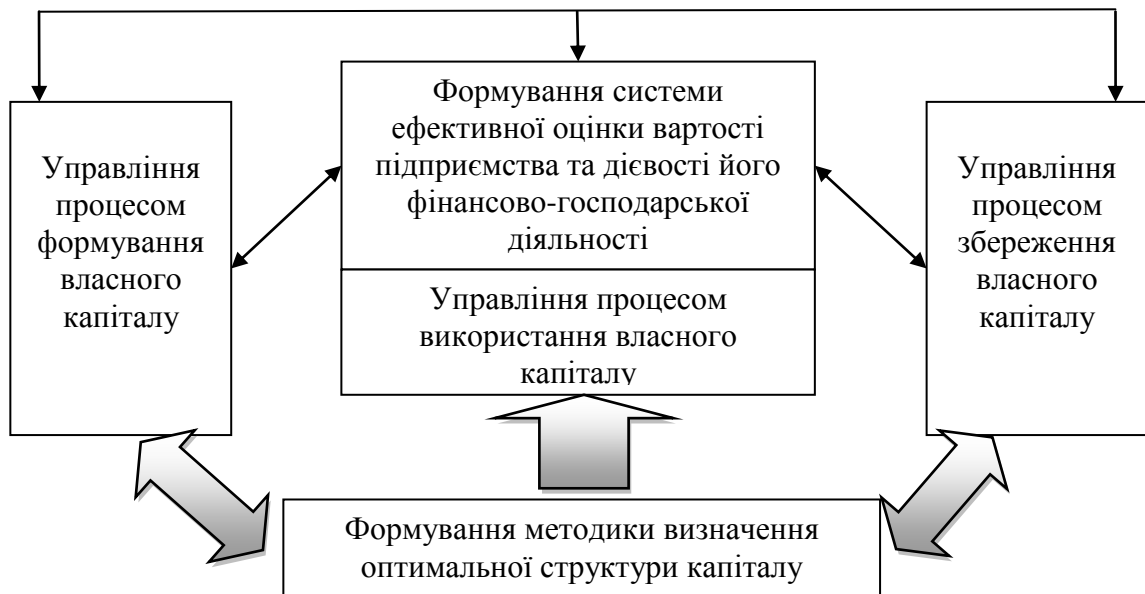 Управління
процесом
формування
власного
капіталу
Формування системи
ефективної оцінки вартості
підприємства та дієвості його
фінансово-господарської
діяльності
Управління процесом
використання власного
капіталу
Управління
процесом
збереження
власного
капіталу
Формування методики визначення
оптимальної структури капіталу